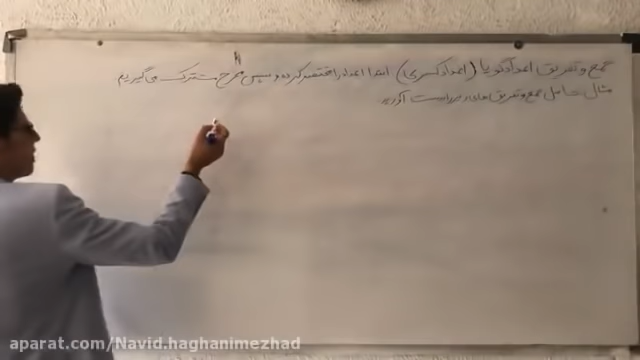 جمع و تفریق اعداد گویا (اعداد کسری) ابتدا اعداد را مختصر کرده و سپس مخرج مشترک می‌گیریم
مثال حاصل جمع و تفریق های زیر را بدست آورید
aparat.com/Navid.haghanimezhad